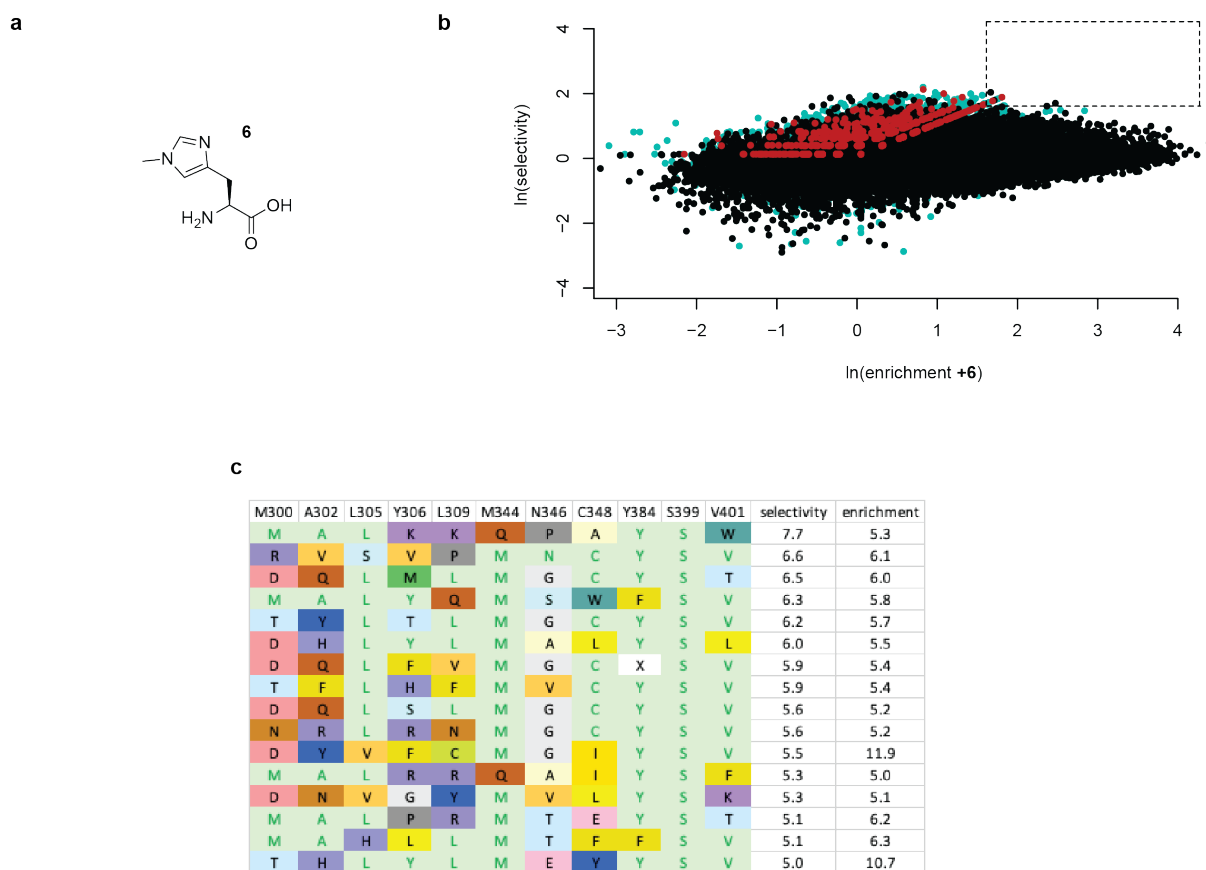 a
b
6
N
N
H2N
OH
O
ln(selectivity)
4
2
0
−2
−4
−3 −2 −1 0 1 2 3 4
ln(enrichment +6)
c
M300 A302 L305 Y306 L309 M344 N346 C348 Y384 S399 V401 selectivity enrichment
M A L K K Q P A Y S W 7.7 5.3
R V S V P M N C Y S V 6.6 6.1
D Q L M L M G C Y S T 6.5 6.0
M A L Y Q M S W F S V 6.3 5.8
T Y L T L M G C Y S V 6.2 5.7
D H L Y L M A L Y S L 6.0 5.5
D Q L F V M G C X S V 5.9 5.4
T F L H F M V C Y S V 5.9 5.4
D Q L S L M G C Y S V 5.6 5.2
N R L R N M G C Y S V 5.6 5.2
D Y V F C M G I Y S V 5.5 11.9
M A L R R Q A I Y S F 5.3 5.0
D N V G Y M V L Y S K 5.3 5.1
M A L P R M T E Y S T 5.1 6.2
M A H L L M T F F S V 5.1 6.3
T H L Y L M E Y Y S V 5.0 10.7